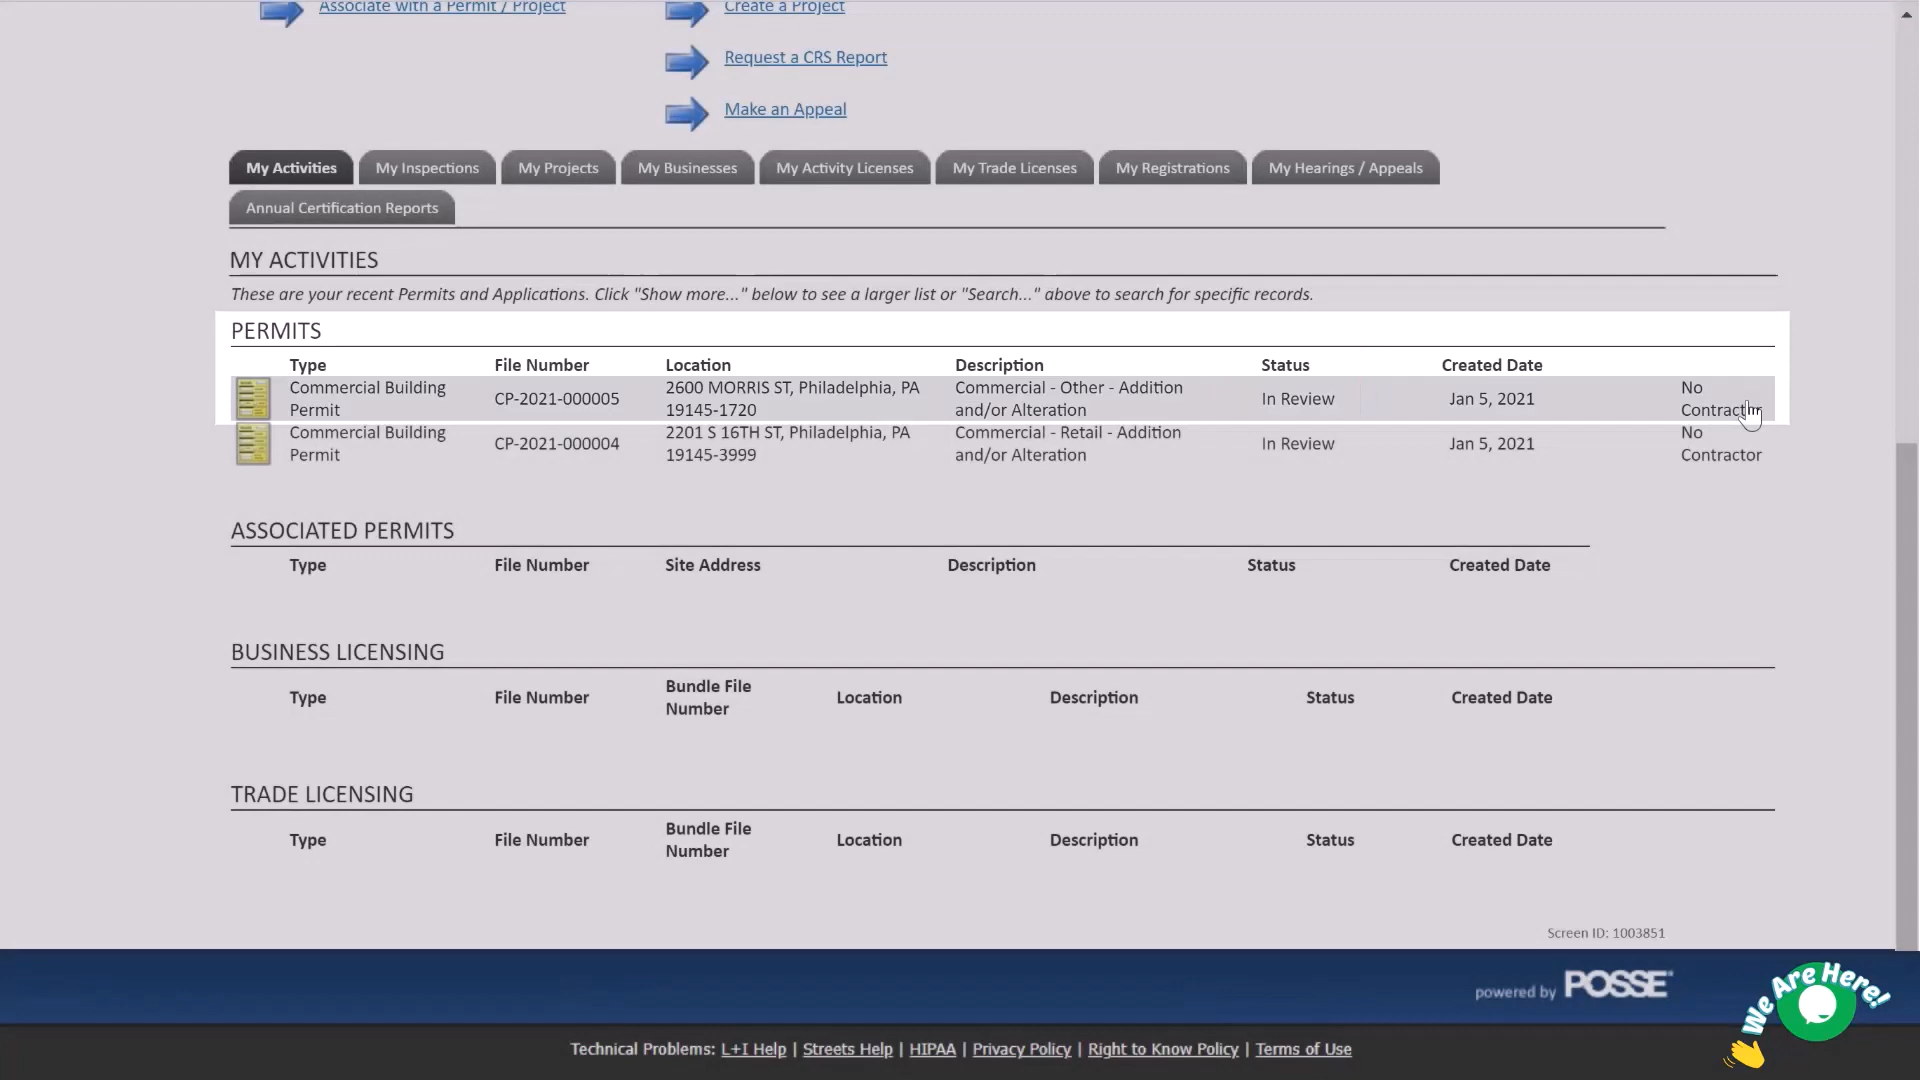 Associate with a Permit / Project
Create a Project
Request a CRS Report
Make an Appeal
My Activities My Inspections My Projects My Businesses My Activity Licenses My Trade Licenses My Registrations My Hearings / Appeals
Annual Certification Reports
MY ACTIVITIES
These are your recent Permits and Applications. Click "Show more..." below to see a larger list or "Search..." above to search for specific records.
PERMITS
Type File Number Location Description Status Created Date
Commercial Building 2600 MORRIS ST, Philadelphia, PA Commercial - Other - Addition No
CP-2021-000005 In Review Jan 5, 2021
Permit 19145-1720 and/or Alteration Contractor
Commercial Building 2201 S 16TH ST, Philadelphia, PA Commercial - Retail - Addition No
CP-2021-000004 In Review Jan 5, 2021
Permit 19145-3999 and/or Alteration Contractor
ASSOCIATED PERMITS
Type File Number Site Address Description Status Created Date
BUSINESS LICENSING
Bundle File
Type File Number Location Description Status Created Date
Number
TRADE LICENSING
Bundle File
Type File Number Location Description Status Created Date
Number
Screen ID: 1003851
powered by POSSE
We Are Here!
Technical Problems: L+I Help | Streets Help | HIPAA | Privacy Policy | Right to Know Policy | Terms of Use